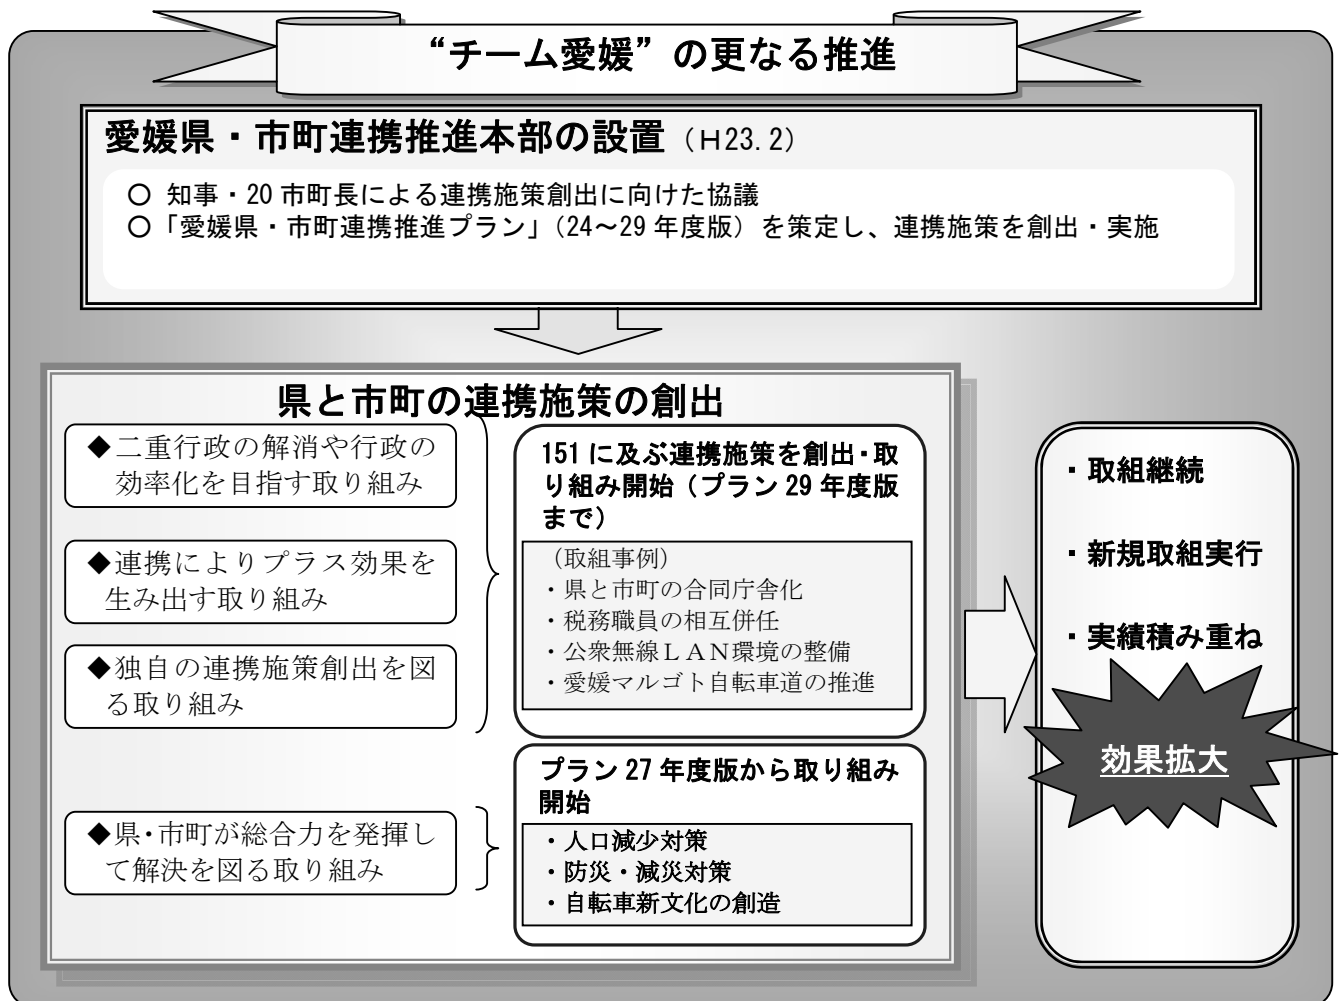 “チーム愛媛”の更なる推進
愛媛県・市町連携推進本部の設置（H23.2）
○ 知事・20市町長による連携施策創出に向けた協議
○「愛媛県・市町連携推進プラン」（24～29年度版）を策定し、連携施策を創出・実施
県と市町の連携施策の創出
◆二重行政の解消や行政の
効率化を目指す取り組み
◆連携によりプラス効果を
生み出す取り組み
◆独自の連携施策創出を図
る取り組み
151に及ぶ連携施策を創出・取
り組み開始（プラン29年度版
まで）
（取組事例）
・県と市町の合同庁舎化
・税務職員の相互併任
・公衆無線ＬＡＮ環境の整備
・愛媛マルゴト自転車道の推進
◆県・市町が総合力を発揮し
て解決を図る取り組み
プラン27年度版から取り組み
開始
・人口減少対策
・防災・減災対策
・自転車新文化の創造
・取組継続
・新規取組実行
・実績積み重ね
効果拡大